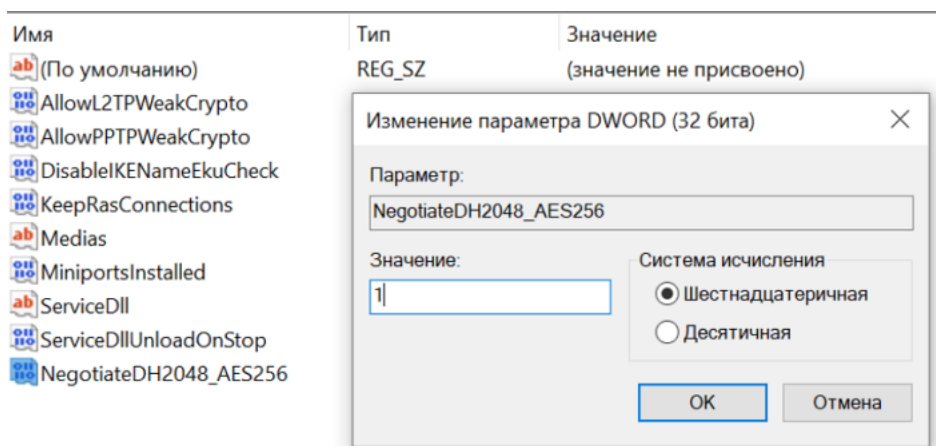 Имя Тип Значение
(По умолчанию) REG_SZ (значение не присвоено)
AllowL2TPWeakCrypto
AllowPPTPWeakCrypto
DisableIKENameEkuCheck
KeepRasConnections
Medias
MiniportsInstalled
ServiceDll
ServiceDllUnloadOnStop
NegotiateDH2048_AES256
Изменение параметра DWORD (32 бита)
Параметр:
NegotiateDH2048_AES256
Значение: Система исчисления
1 Шестнадцатеричная
Десятичная
OK Отмена